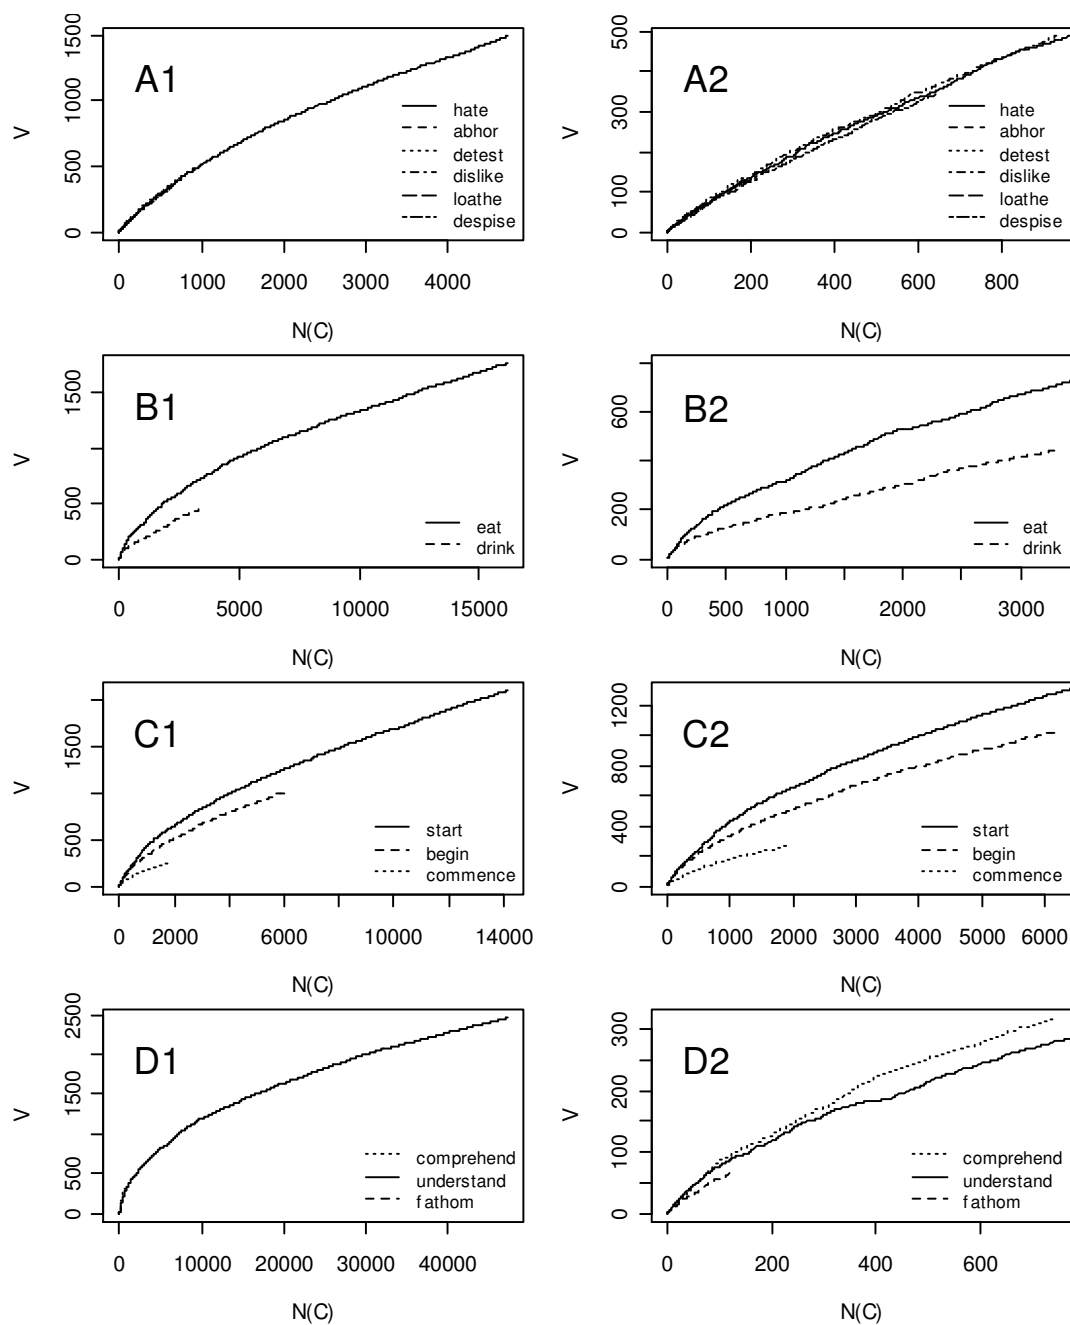 A1
V
0 500 1000 1500
hate
abhor
detest
dislike
loathe
despise
0 1000 2000 3000 4000
N(C)
A2
V
0 100 300 500
hate
abhor
detest
dislike
loathe
despise
0 200 400 600 800
N(C)
B1
V
0 500 1500
eat
drink
0 5000 10000 15000
N(C)
B2
V
0 200 600
eat
drink
0 500 1000 2000 3000
N(C)
C1
V
0 500 1500
start
begin
commence
0 2000 6000 10000 14000
N(C)
C2
V
0 400 800 1200
start
begin
commence
0 1000 2000 3000 4000 5000 6000
N(C)
D1
V
0 500 1500 2500
comprehend
understand
fathom
0 10000 20000 30000 40000
N(C)
D2
V
0 100 200 300
comprehend
understand
fathom
0 200 400 600
N(C)